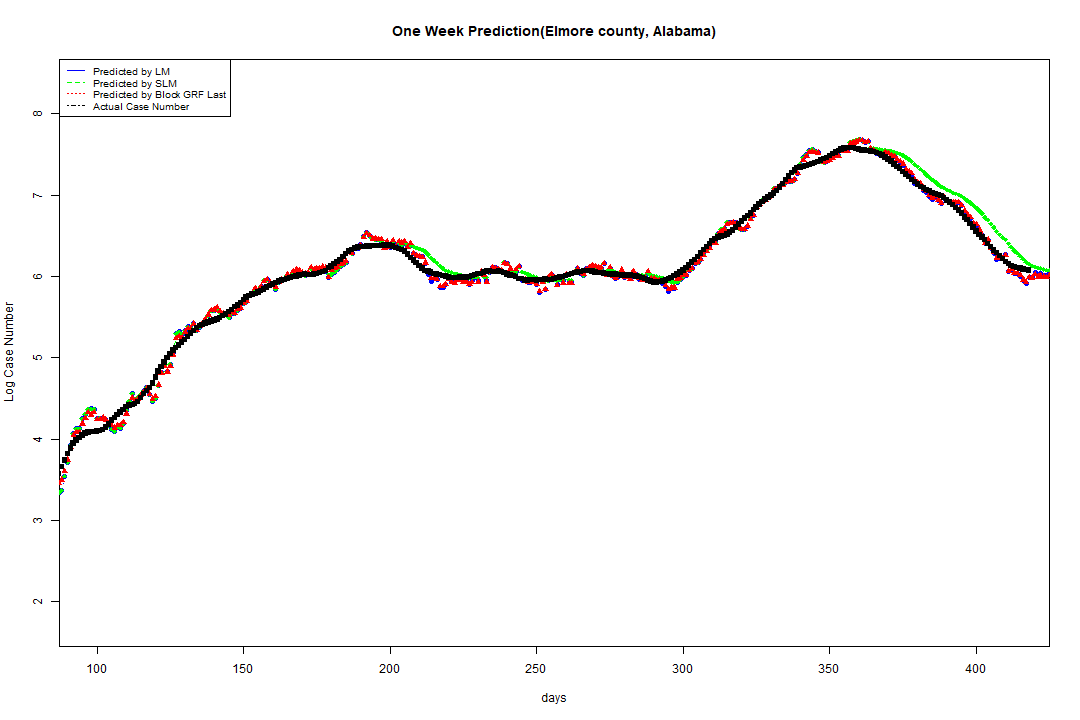 One Week Prediction(Elmore county, Alabama)
Predicted by LM
Predicted by SLM
Predicted by Block GRF Last
Actual Case Number
8
7
6
5
4
3
2
Log Case Number
100 150 200 250 300 350 400
days